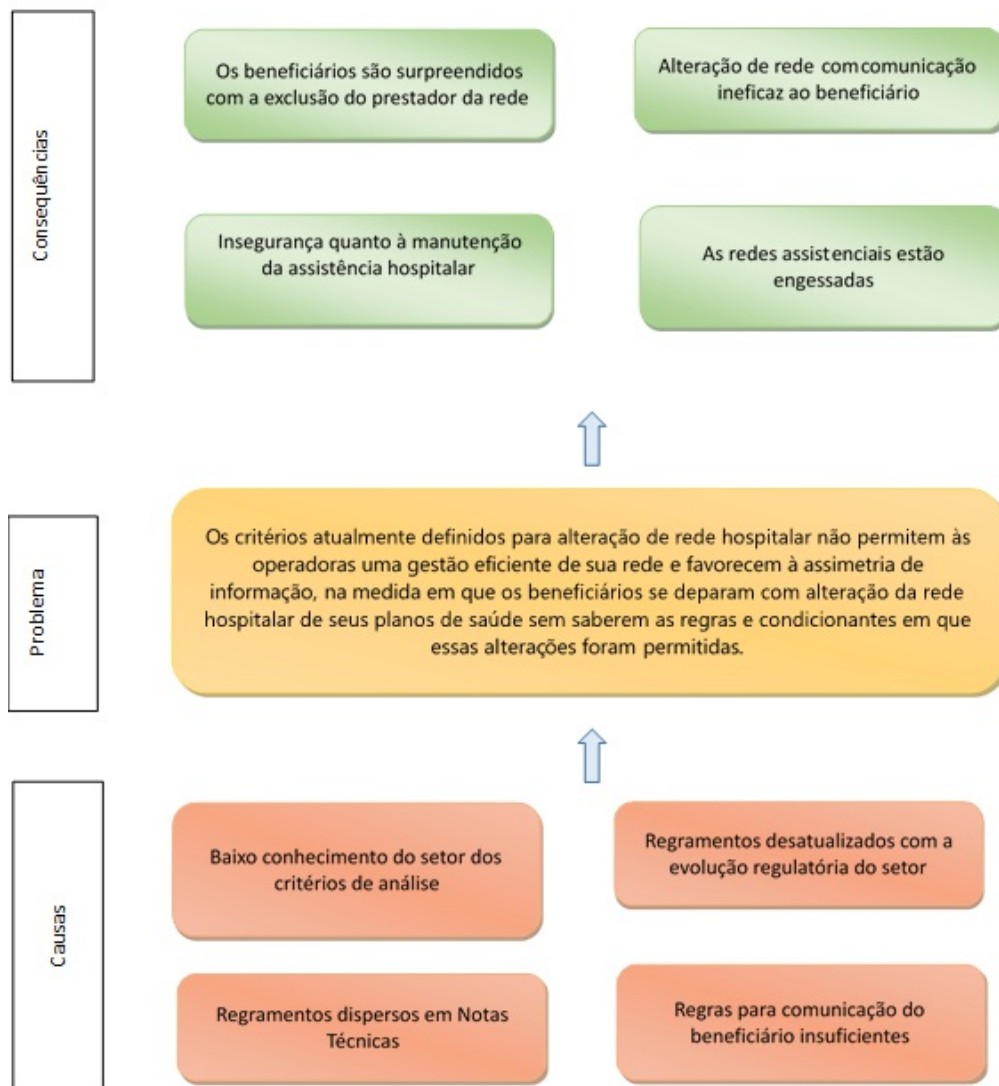 Consequências
Os beneficiários são surpreendidos
com a exclusão do prestador da rede
Alteração de rede comcomunicação
ineficaz ao beneficiário
Insegurança quanto à manutenção
da assistência hospitalar
As redes assistenciais estão
engessadas
Problema
Os critérios atualmente definidos para alteração de rede hospitalar não permitem às
operadoras uma gestão eficiente de sua rede e favorecem à assimetria de
informação, na medida em que os beneficiários se deparam com alteração da rede
hospitalar de seus planos de saúde sem saberem as regras e condicionantes em que
essas alterações foram permitidas.
Causas
Baixo conhecimento do setor dos
critérios de análise
Regramentos desatualizados com a
evolução regulatória do setor
Regramentos dispersos em Notas
Técnicas
Regras para comunicação do
beneficiário insuficientes